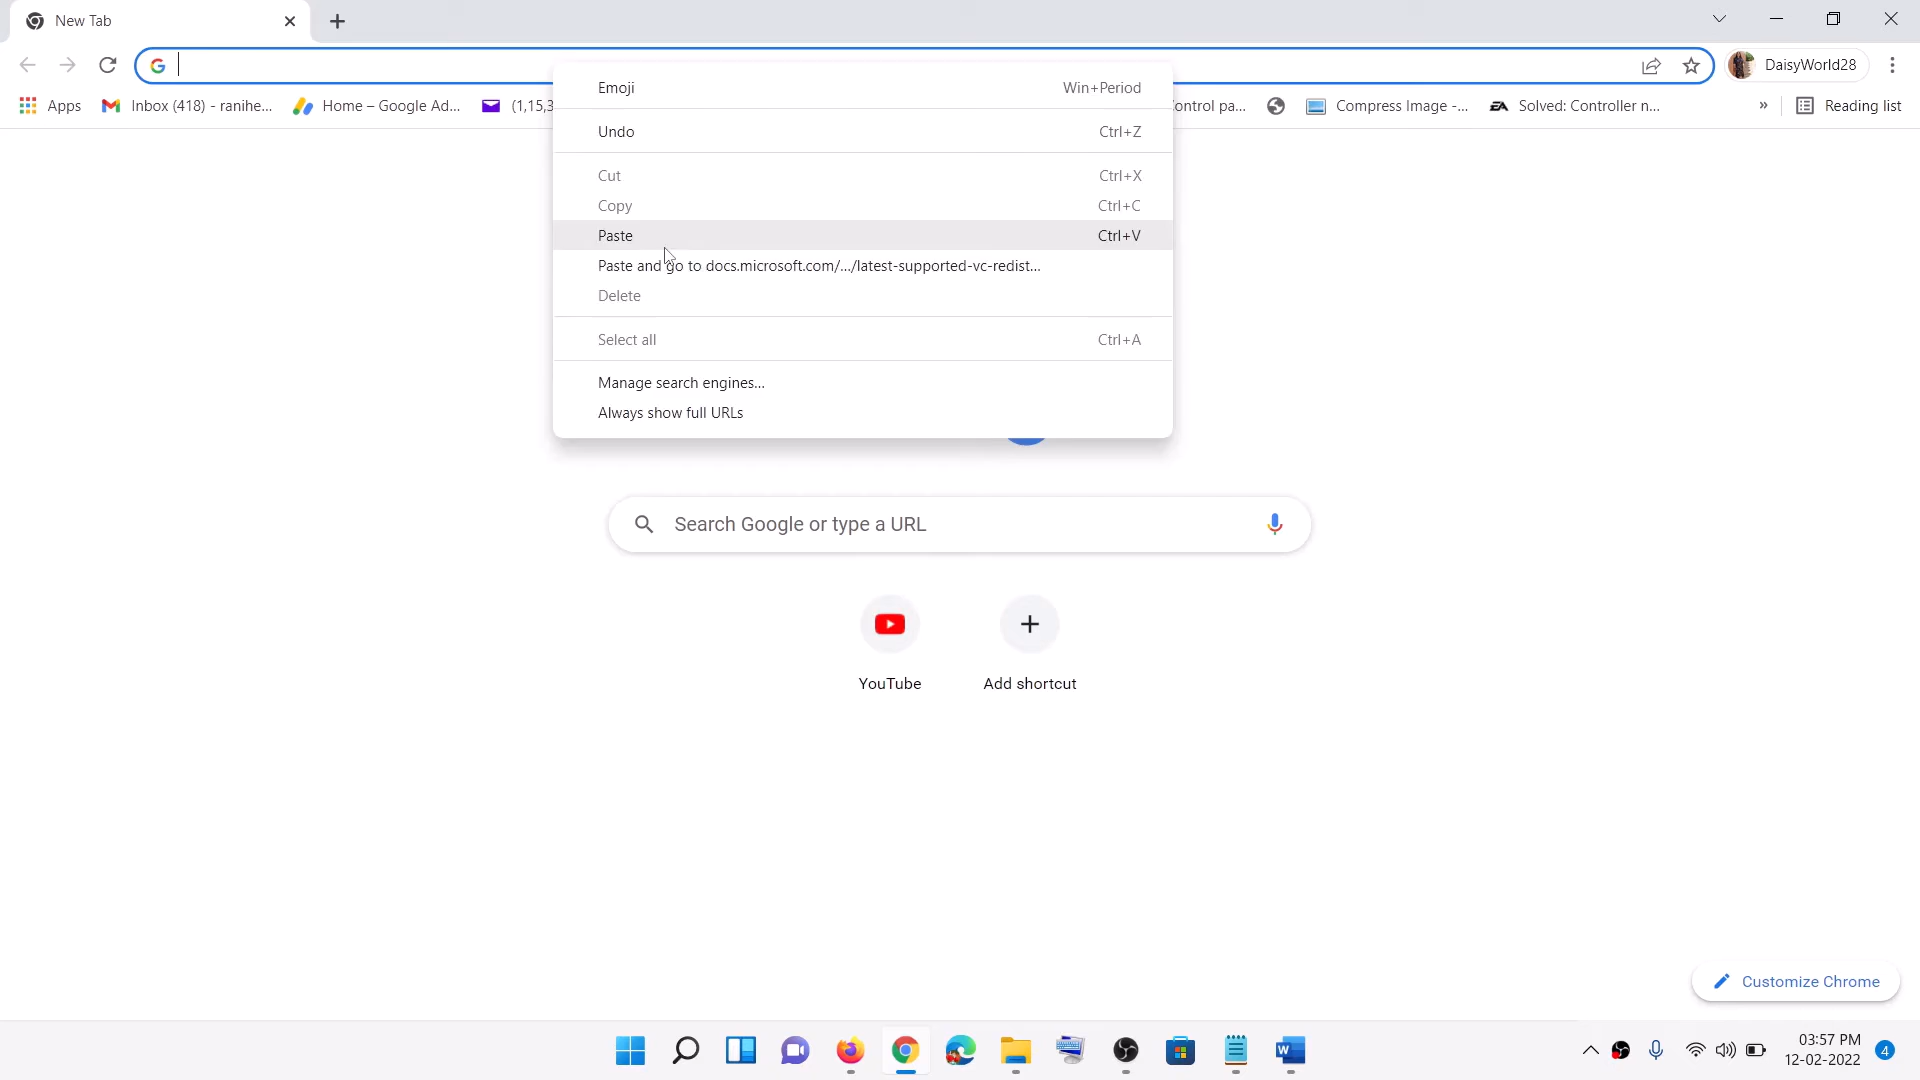 New Tab
DaisyWorld28
Apps
Inbox (418) - ranihe...
Home – Google Ad...
(1,15,3
ontrol pa...
Compress Image -...
Solved: Controller n...
»
Reading list
Emoji Win+Period
Undo Ctrl+Z
Cut Ctrl+X
Copy Ctrl+C
Paste Ctrl+V
Paste and go to docs.microsoft.com/.../latest-supported-vc-redist...
Delete
Select all Ctrl+A
Manage search engines...
Always show full URLs
Search Google or type a URL
YouTube
Add shortcut
Customize Chrome
03:57 PM
12-02-2022
4